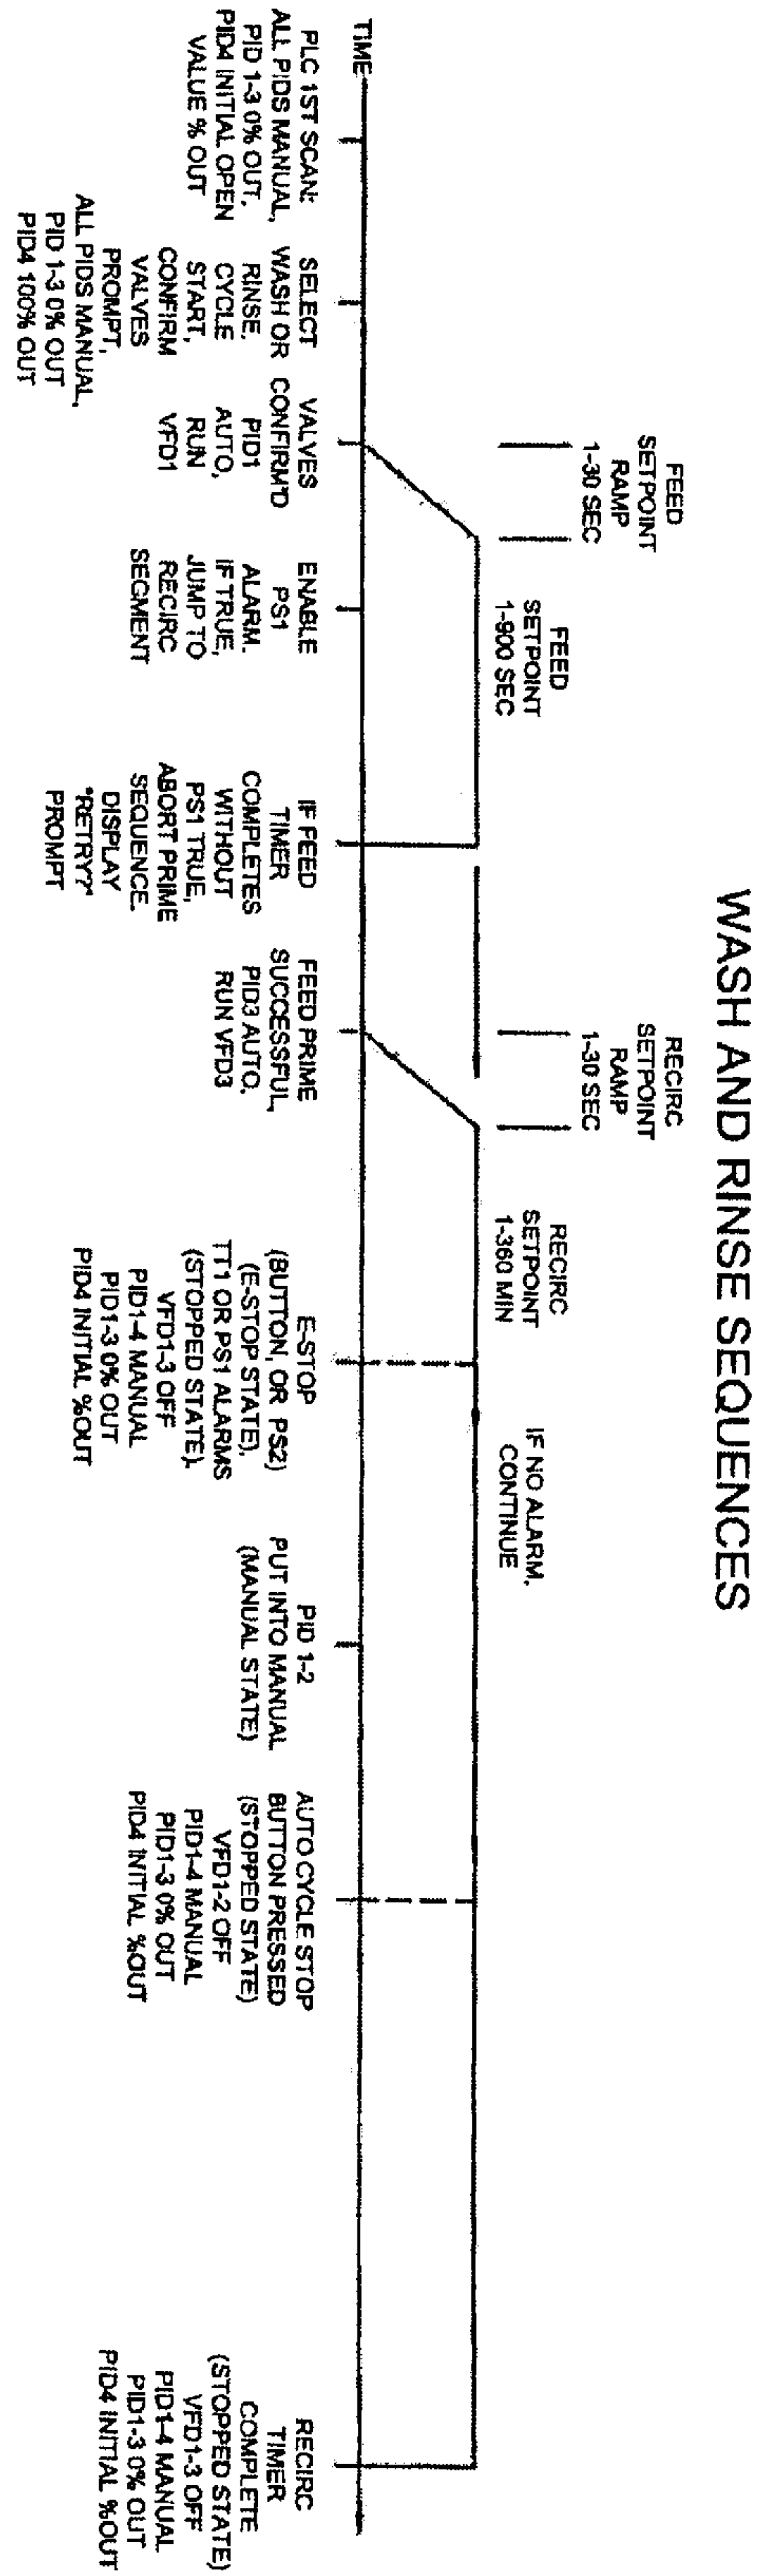 WASH AND RINSE SEQUENCES
FEED
SETPOINT
RAMP
1-30 SEC
FEED
SETPOINT
1-900 SEC
RECIRC
SETPOINT
RAMP
1-30 SEC
RECIRC
SETPOINT
1-360 MIN
IF NO ALARM,
CONTINUE
TIME
PLC 1ST SCAN:
ALL PIDS MANUAL,
PID 1-3 0% OUT,
PID4 INITIAL OPEN
VALUE % OUT
SELECT
WASH OR
RINSE.
CYCLE
START,
CONFIRM
VALVES
PROMPT,
ALL PIDS MANUAL,
PID 1-3 0% OUT
PID4 100% OUT
VALVES
CONFIRM'D
PID1
AUTO,
RUN
VFD1
ENABLE
PS1
ALARM.
IF TRUE,
JUMP TO
RECIRC
SEGMENT
IF FEED
TIMER
COMPLETES
WITHOUT
PS1 TRUE,
ABORT PRIME
SEQUENCE.
DISPLAY
"RETRY?"
PROMPT
FEED PRIME
SUCCESSFUL,
PID3 AUTO,
RUN VFD3
E-STOP
(BUTTON, OR PS2)
(E-STOP STATE),
TT1 OR PS1 ALARMS
(STOPPED STATE),
VFD1-3 OFF
PID1-4 MANUAL
PID1-3 0% OUT
PID4 INITIAL %OUT
PID 1-2
PUT INTO MANUAL
(MANUAL STATE)
AUTO CYCLE STOP
BUTTON PRESSED
(STOPPED STATE)
VFD1-2 OFF
PID1-4 MANUAL
PID1-3 0% OUT
PID4 INITIAL %OUT
RECIRC
TIMER
COMPLETE
(STOPPED STATE)
VFD1-3 OFF
PID1-4 MANUAL
PID1-3 0% OUT
PID4 INITIAL %OUT